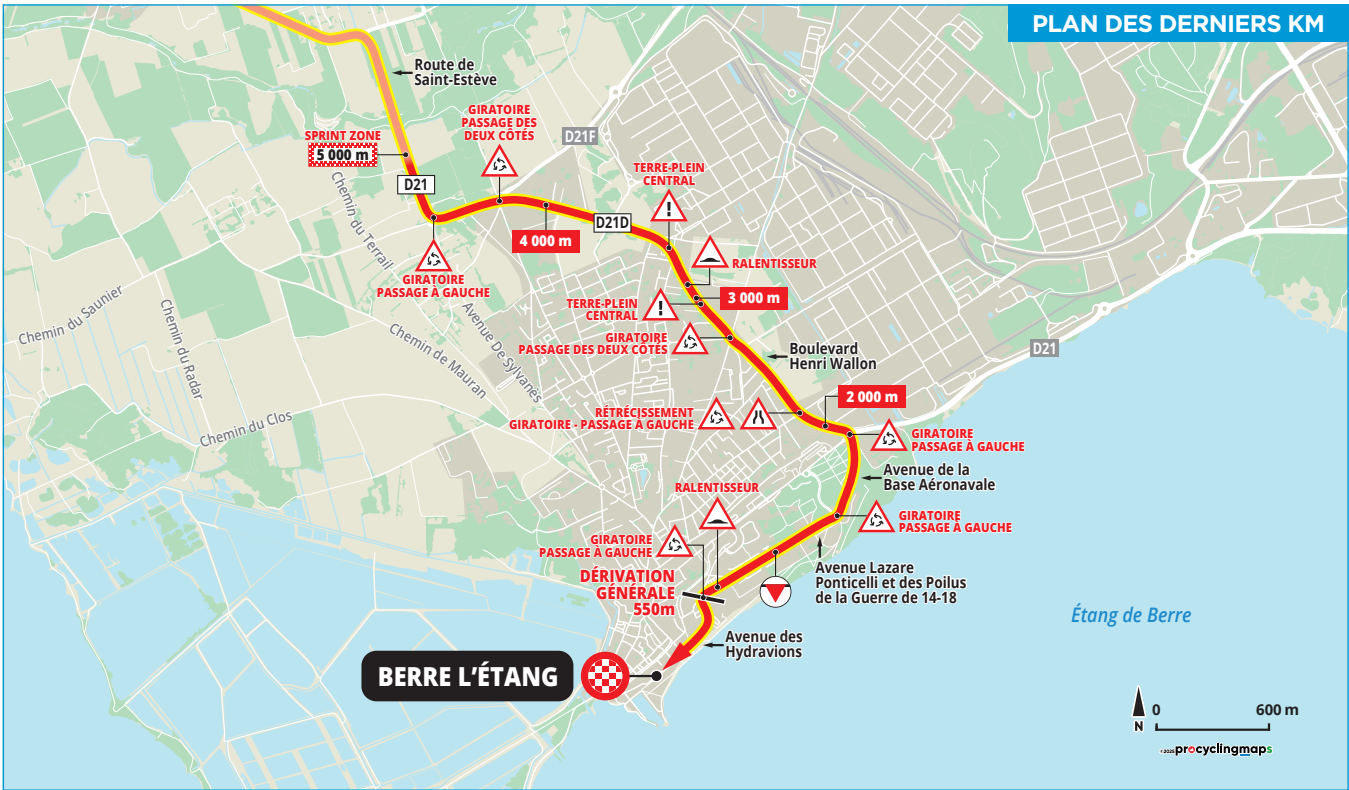 PLAN DES DERNIERS KM
Route de
Saint-Estève
GIRATOIRE
PASSAGE DES
DEUX CÔTÉS
D21F
SPRINT ZONE
5 000 m
D21
TERRE-PLEIN
CENTRAL
!
D21D
4 000 m
GIRATOIRE
PASSAGE À GAUCHE
RALENTISSEUR
3 000 m
TERRE-PLEIN
CENTRAL
!
GIRATOIRE
PASSAGE DES DEUX CÔTÉS
Boulevard
Henri Wallon
D21
Chemin du Terrail
Chemin du Saunier
Chemin du Radar
Chemin de Mauran
Avenue De Sylvanès
Chemin du Clos
2 000 m
RÉTRÉCISSEMENT
GIRATOIRE - PASSAGE À GAUCHE
GIRATOIRE
PASSAGE À GAUCHE
Avenue de la
Base Aéronavale
RALENTISSEUR
GIRATOIRE
PASSAGE À GAUCHE
GIRATOIRE
PASSAGE À GAUCHE
DÉRIVATION
GÉNÉRALE
550m
Avenue Lazare
Ponticelli et des Poilus
de la Guerre de 14-18
Étang de Berre
Avenue des
Hydravions
BERRE L'ÉTANG
N
0 600 m
©2025 procyclingmaps